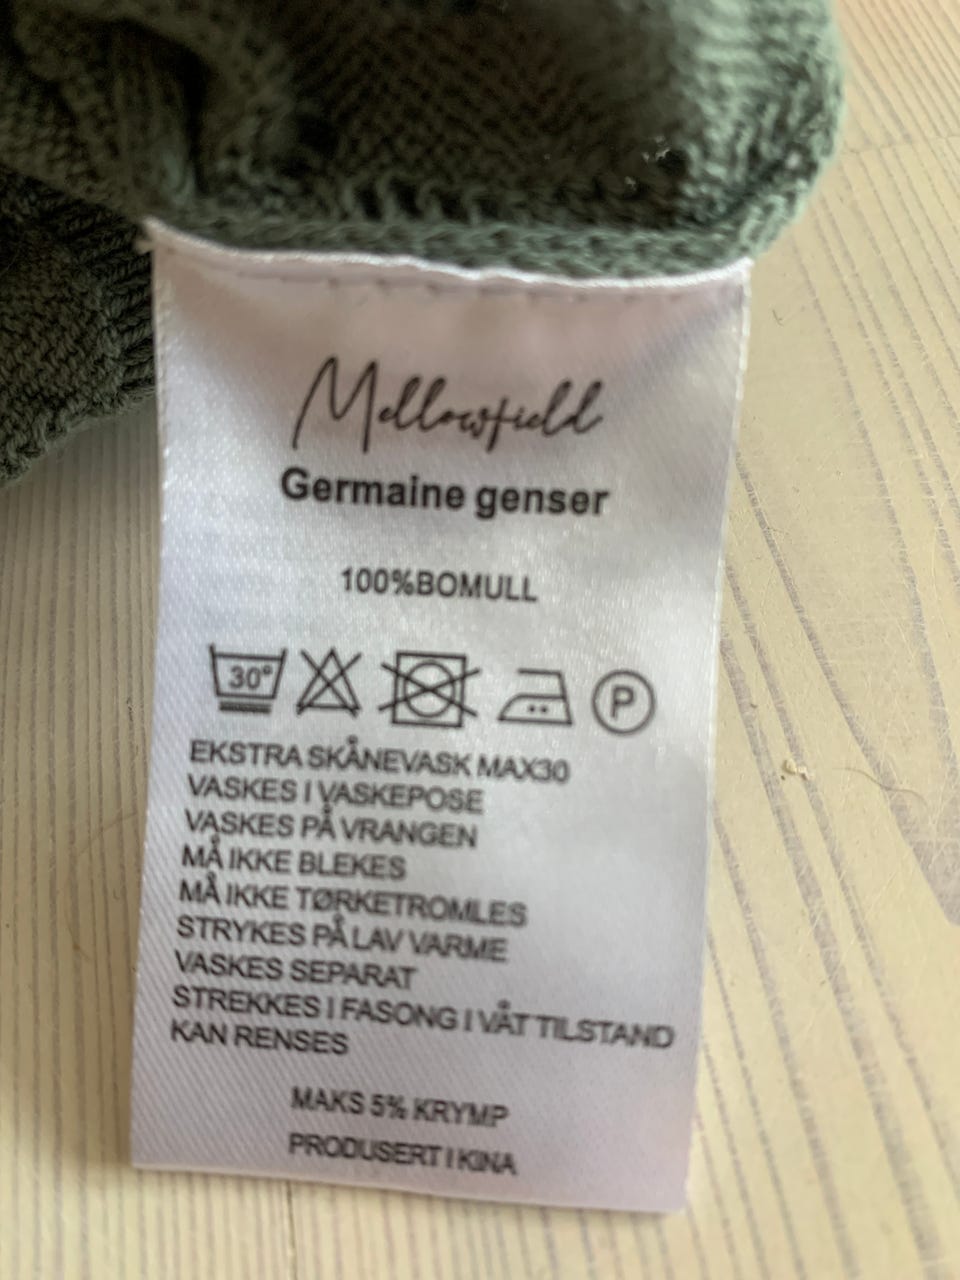 Mellowfield
Germaine genser
100%BOMULL
30° P
EKSTRA SKÅNEVASK MAX30
VASKES I VASKEPOSE
VASKES PÅ VRANGEN
MÅ IKKE BLEKES
MÅ IKKE TØRKETROMLES
STRYKES PÅ LAV VARME
VASKES SEPARAT
STREKKES I FASONG I VÅT TILSTAND
KAN RENSES
MAKS 5% KRYMP
PRODUSERT I KINA